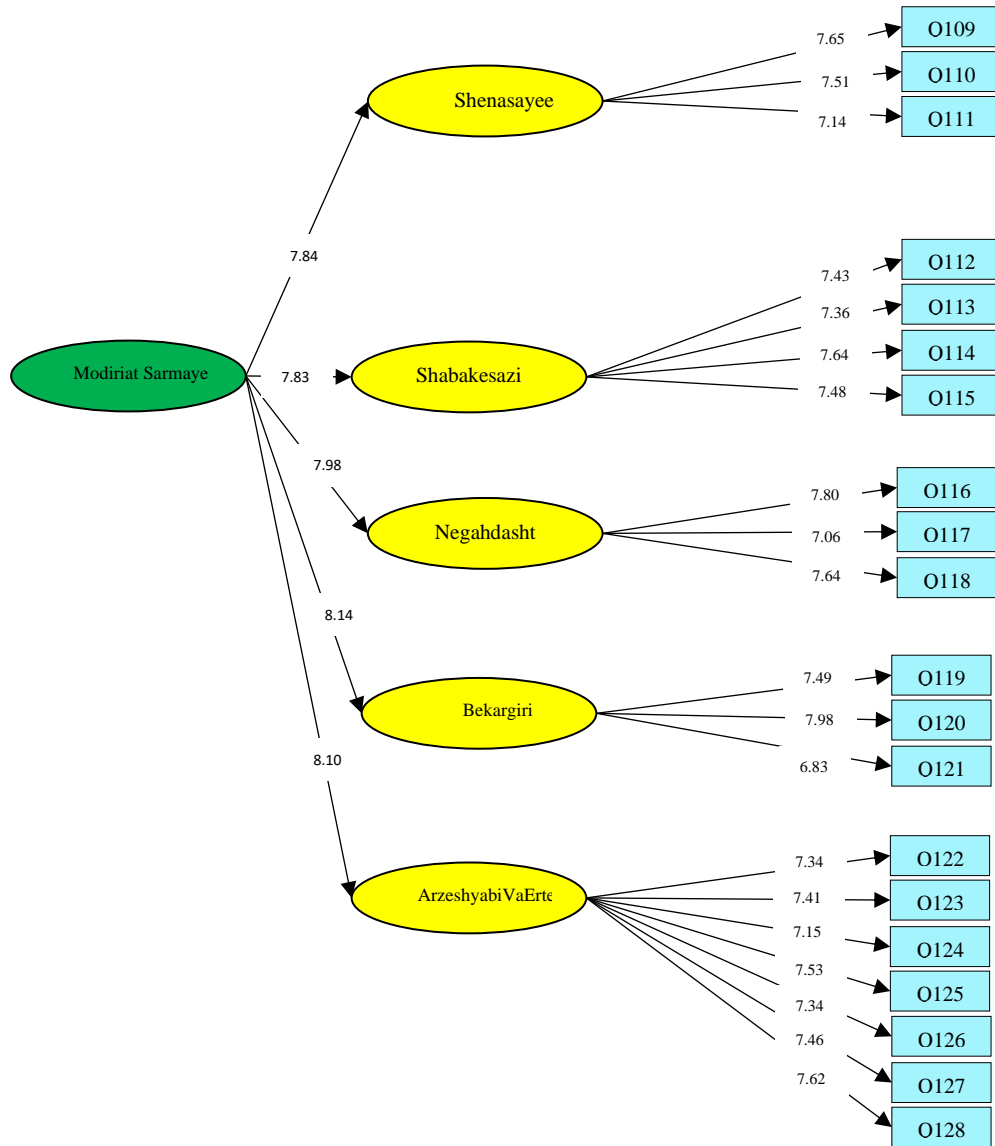 O109
7.65
O110
Shenasayee
7.51
O111
7.14
7.84
O112
7.43
O113
7.36
O114
7.64
Modiriat Sarmaye
7.83
Shabakesazi
O115
7.48
7.98
O116
7.80
Negahdasht
O117
7.06
O118
7.64
8.14
O119
7.49
Bekargiri
O120
7.98
O121
6.83
8.10
O122
7.34
ArzeshyabiVaErte
O123
7.41
O124
7.15
O125
7.53
O126
7.34
O127
7.46
O128
7.62